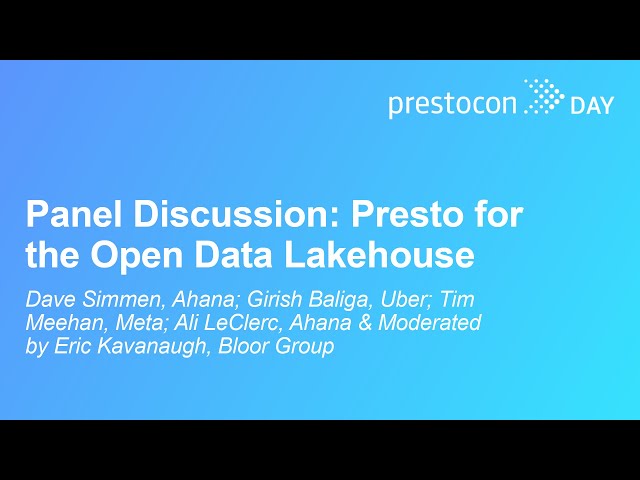 prestocon DAY
Panel Discussion: Presto for
the Open Data Lakehouse
Dave Simmen, Ahana; Girish Baliga, Uber; Tim
Meehan, Meta; Ali LeClerc, Ahana & Moderated
by Eric Kavanaugh, Bloor Group